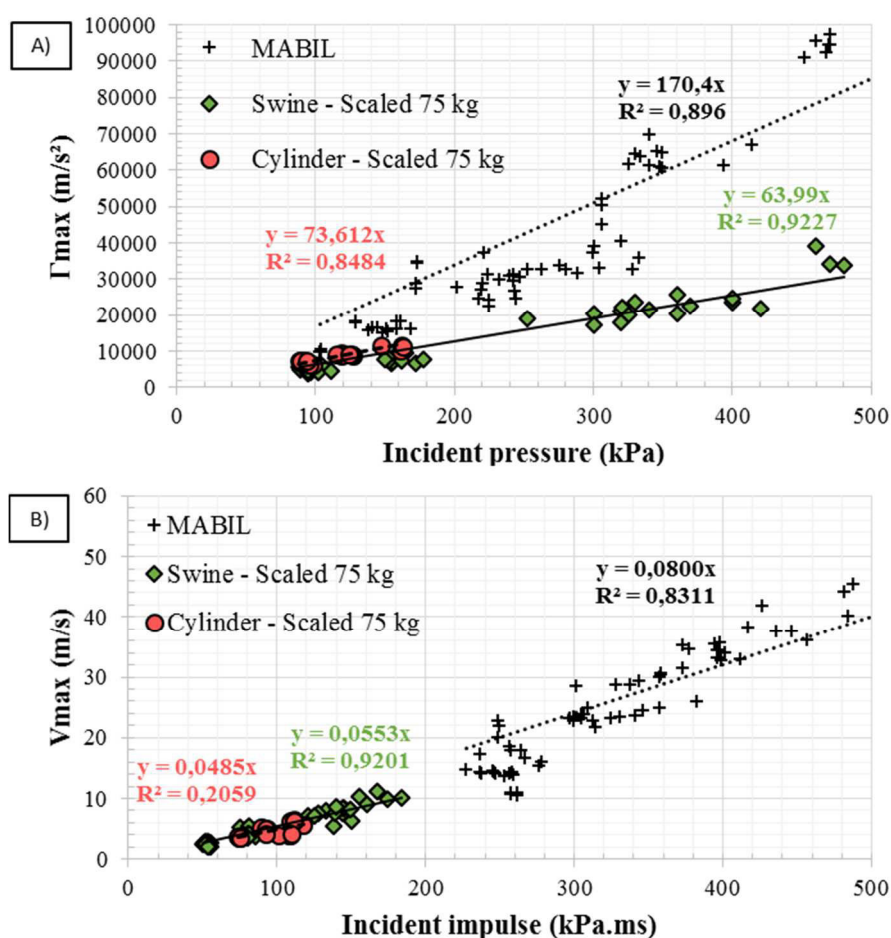 A)
100000
90000
80000
70000
60000
50000
40000
30000
20000
10000
0
Γmax (m/s²)
MABIL
Swine - Scaled 75 kg
Cylinder - Scaled 75 kg
y = 170,4x
R² = 0,896
y = 63,99x
R² = 0,9227
y = 73,612x
R² = 0,8484
0 100 200 300 400 500
Incident pressure (kPa)
B)
60
50
40
30
20
10
0
Vmax (m/s)
MABIL
Swine - Scaled 75 kg
Cylinder - Scaled 75 kg
y = 0,0800x
R² = 0,8311
y = 0,0553x
R² = 0,9201
y = 0,0485x
R² = 0,2059
0 100 200 300 400 500
Incident impulse (kPa.ms)